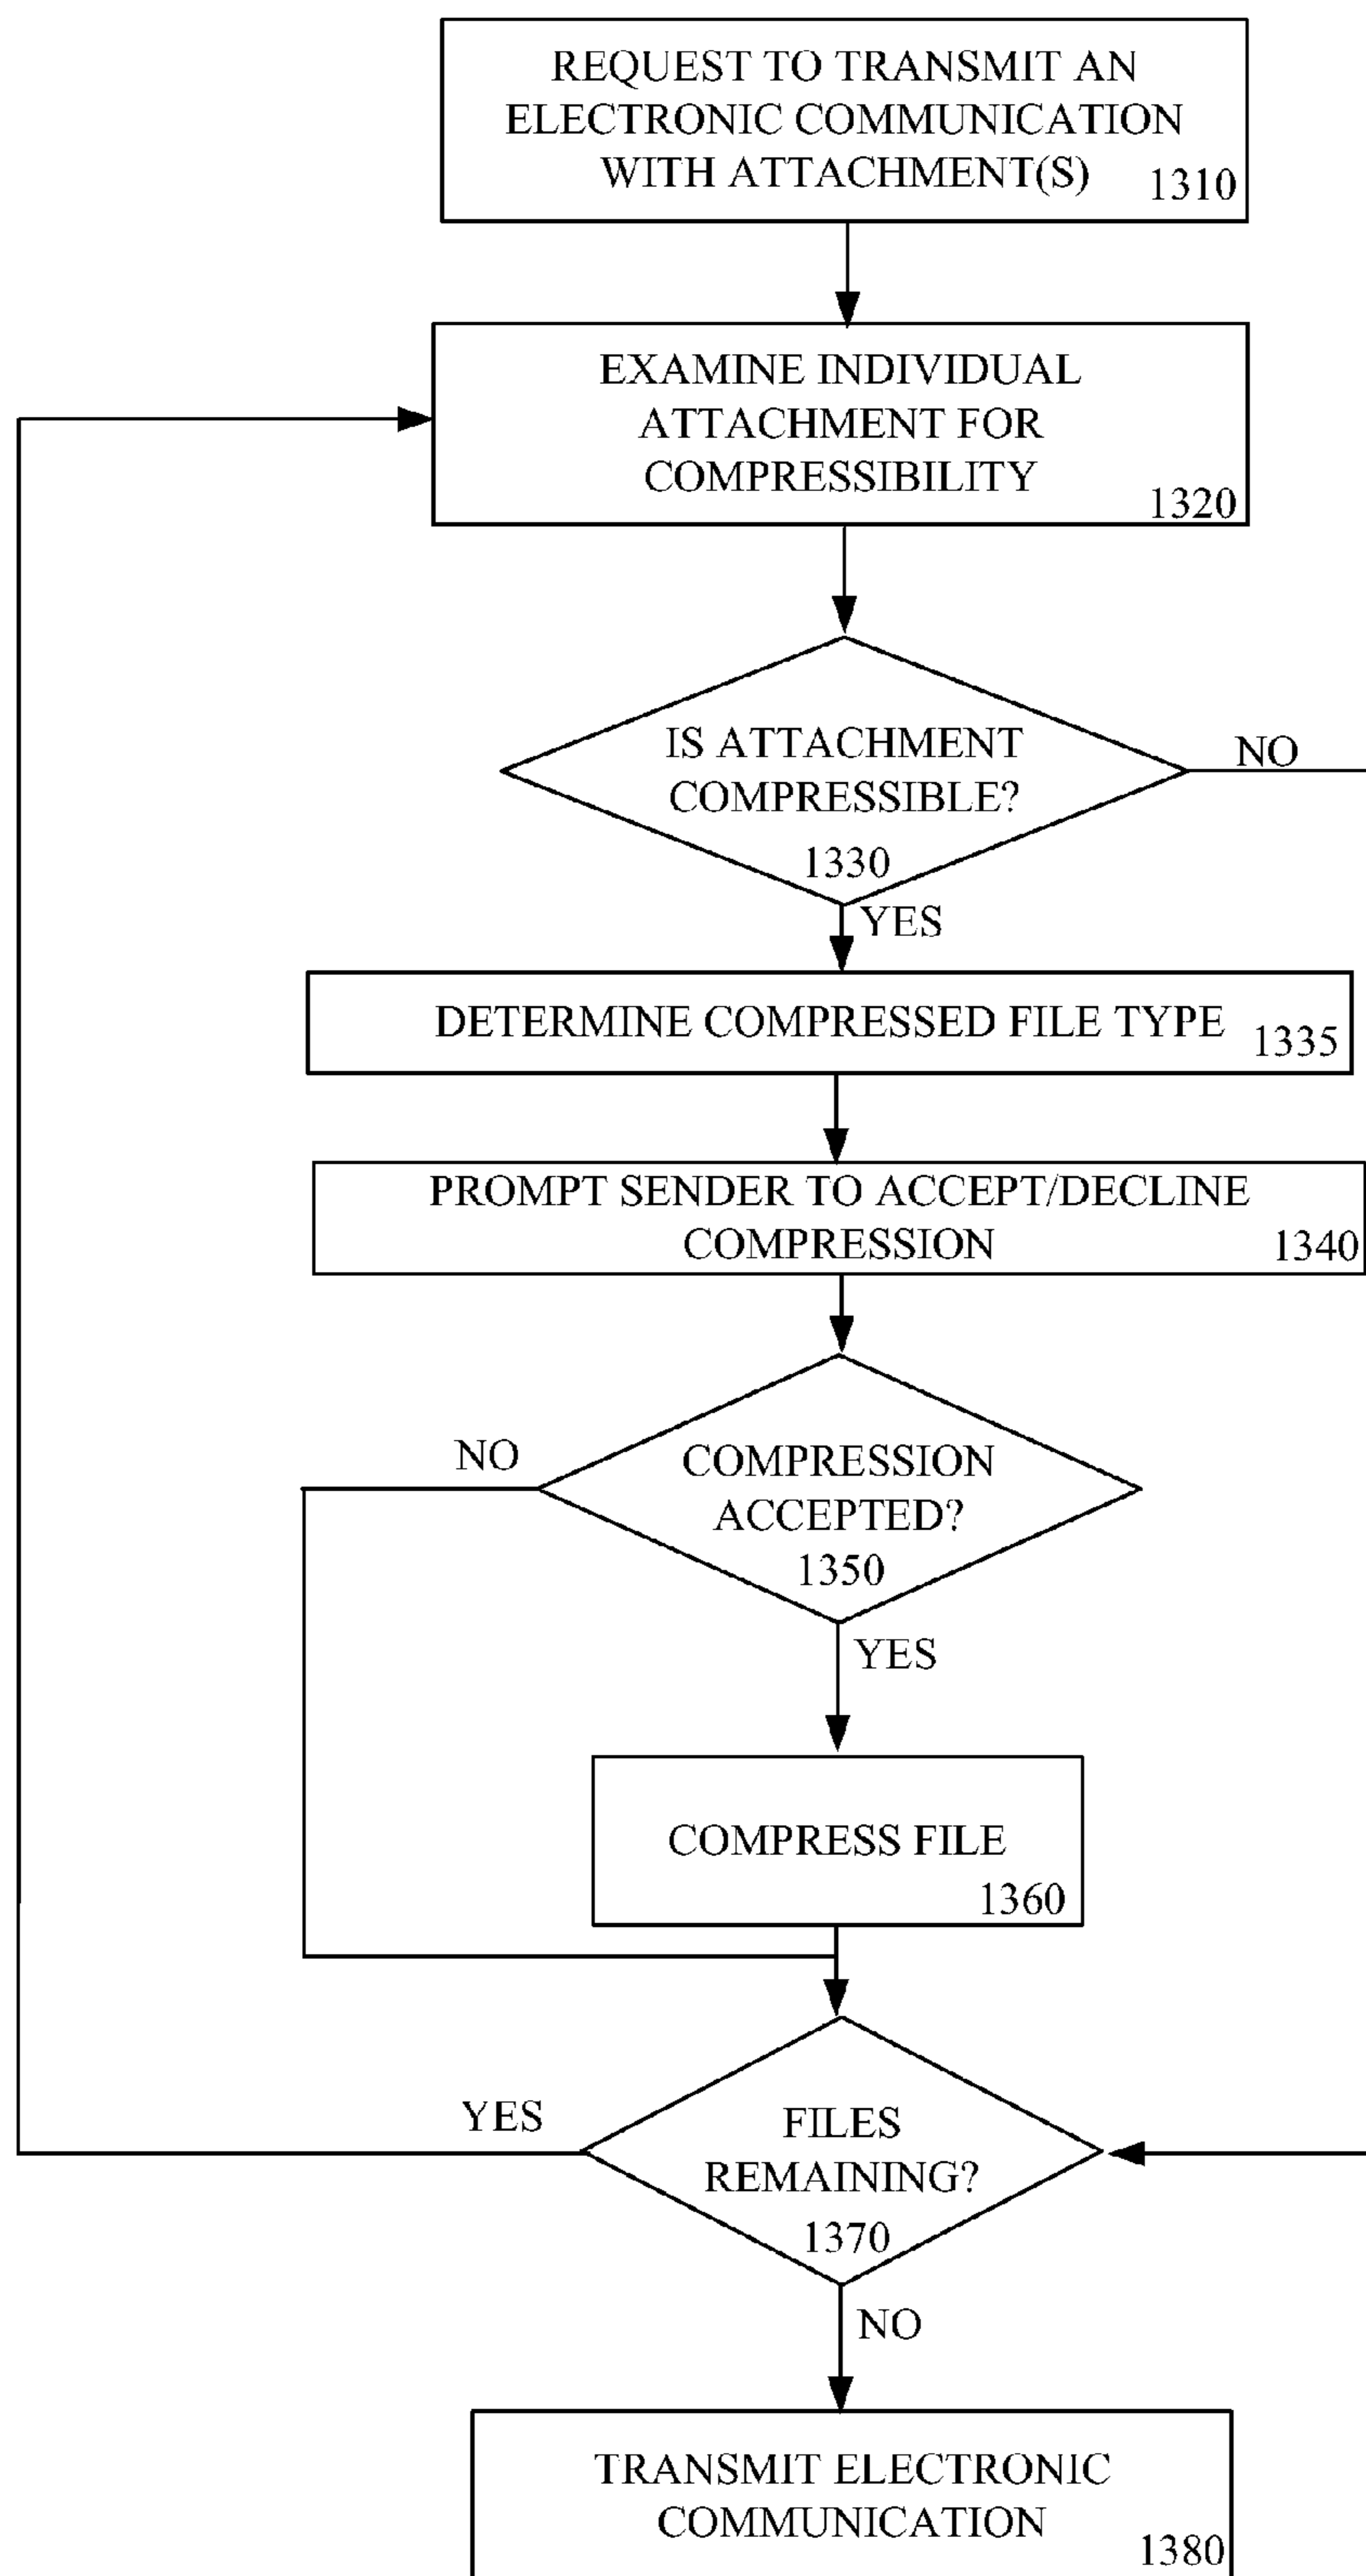 REQUEST TO TRANSMIT AN
ELECTRONIC COMMUNICATION
WITH ATTACHMENT(S)
1310
EXAMINE INDIVIDUAL
ATTACHMENT FOR
COMPRESSIBILITY
1320
IS ATTACHMENT
COMPRESSIBLE?
1330
NO
YES
DETERMINE COMPRESSED FILE TYPE
1335
PROMPT SENDER TO ACCEPT/DECLINE
COMPRESSION
1340
NO
COMPRESSION
ACCEPTED?
1350
YES
COMPRESS FILE
1360
YES
FILES
REMAINING?
1370
NO
TRANSMIT ELECTRONIC
COMMUNICATION
1380